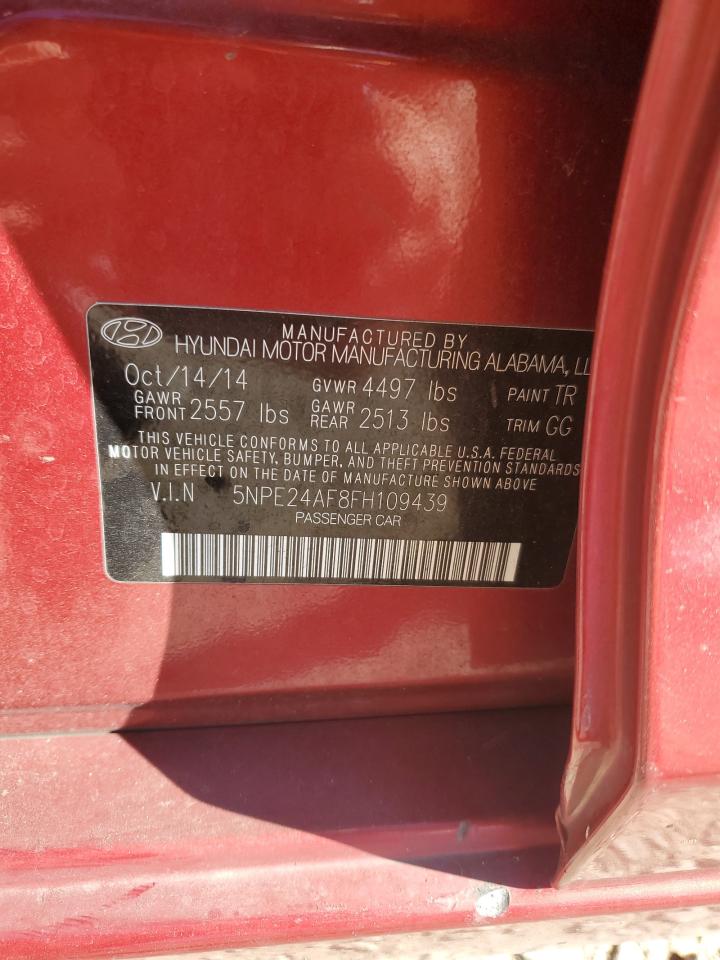 MANUFACTURED BY
HYUNDAI MOTOR MANUFACTURING ALABAMA, LL
Oct/14/14 GVWR 4497 lbs PAINT TR
GAWR FRONT 2557 lbs GAWR REAR 2513 lbs TRIM GG
THIS VEHICLE CONFORMS TO ALL APPLICABLE U.S.A. FEDERAL
MOTOR VEHICLE SAFETY, BUMPER, AND THEFT PREVENTION STANDARDS
IN EFFECT ON THE DATE OF MANUFACTURE SHOWN ABOVE
V.I.N 5NPE24AF8FH109439
PASSENGER CAR